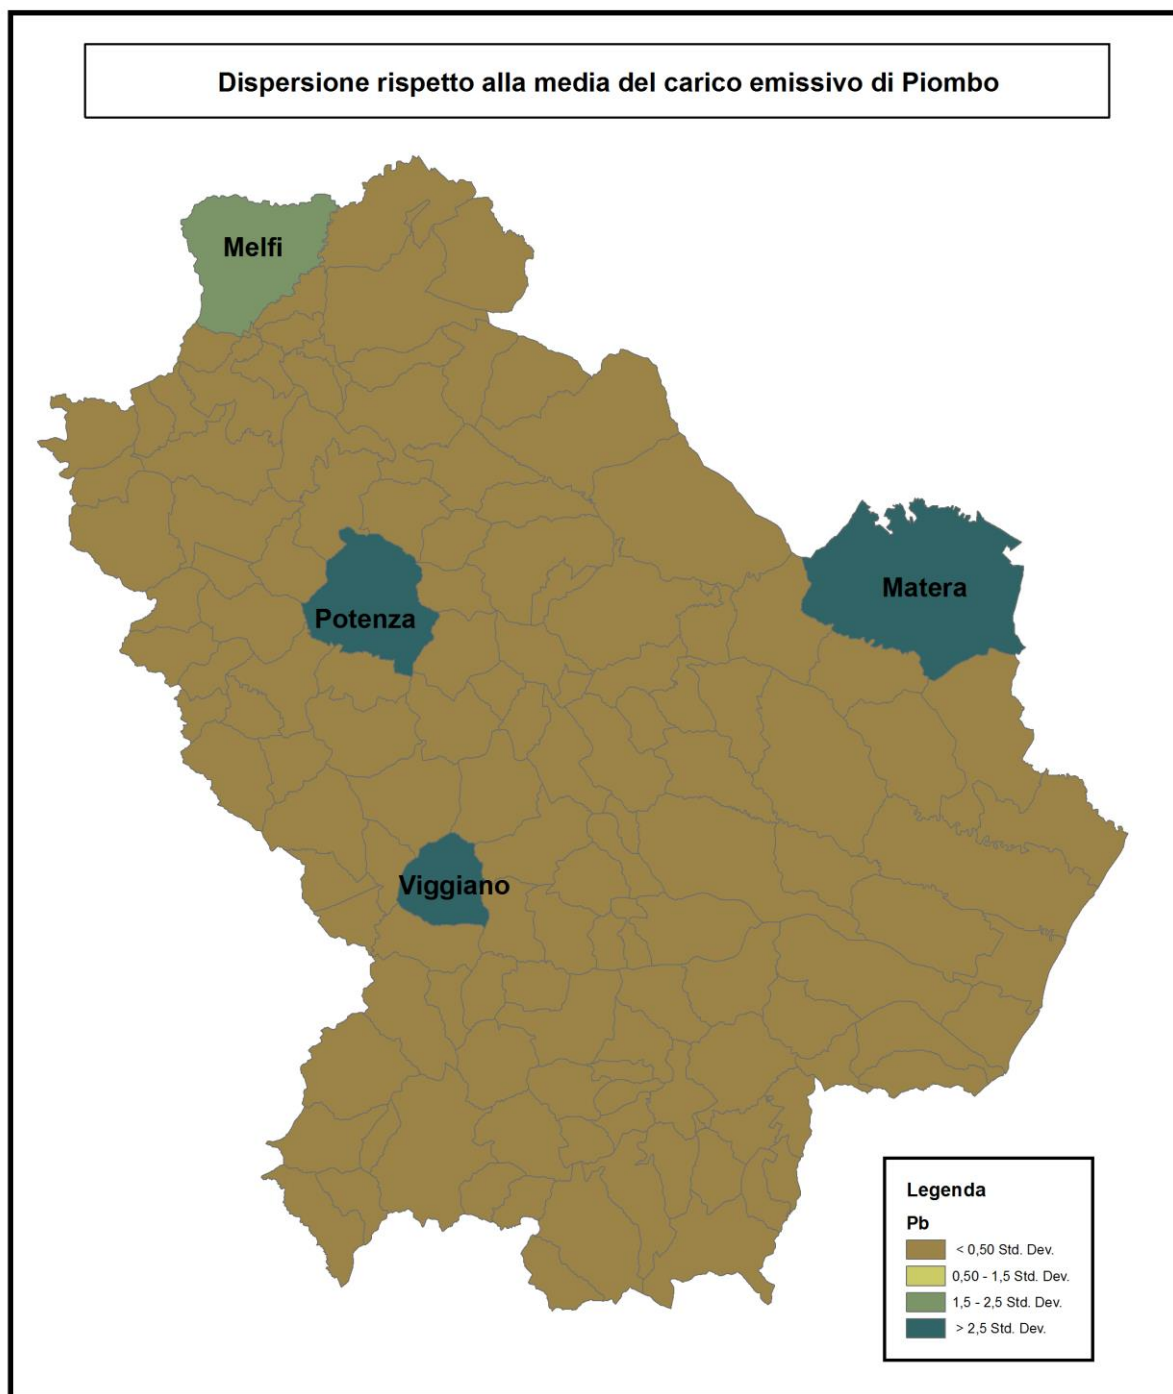 Dispersione rispetto alla media del carico emissivo di Piombo
Melfi
Matera
Potenza
Viggiano
Legenda
Pb
< 0,50 Std. Dev.
0,50 - 1,5 Std. Dev.
1,5 - 2,5 Std. Dev.
> 2,5 Std. Dev.